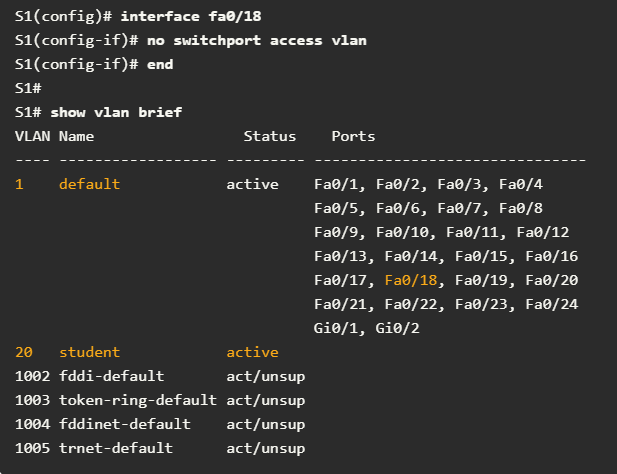 S1(config)# interface fa0/18
S1(config-if)# no switchport access vlan
S1(config-if)# end
S1#
S1# show vlan brief
VLAN Name                 Status    Ports
---- ------------------ --------- -------------------------------
1    default            active    Fa0/1, Fa0/2, Fa0/3, Fa0/4
                                  Fa0/5, Fa0/6, Fa0/7, Fa0/8
                                  Fa0/9, Fa0/10, Fa0/11, Fa0/12
                                  Fa0/13, Fa0/14, Fa0/15, Fa0/16
                                  Fa0/17, Fa0/18, Fa0/19, Fa0/20
                                  Fa0/21, Fa0/22, Fa0/23, Fa0/24
                                  Gi0/1, Gi0/2
20   student            active
1002 fddi-default       act/unsup
1003 token-ring-default act/unsup
1004 fddinet-default    act/unsup
1005 trnet-default      act/unsup